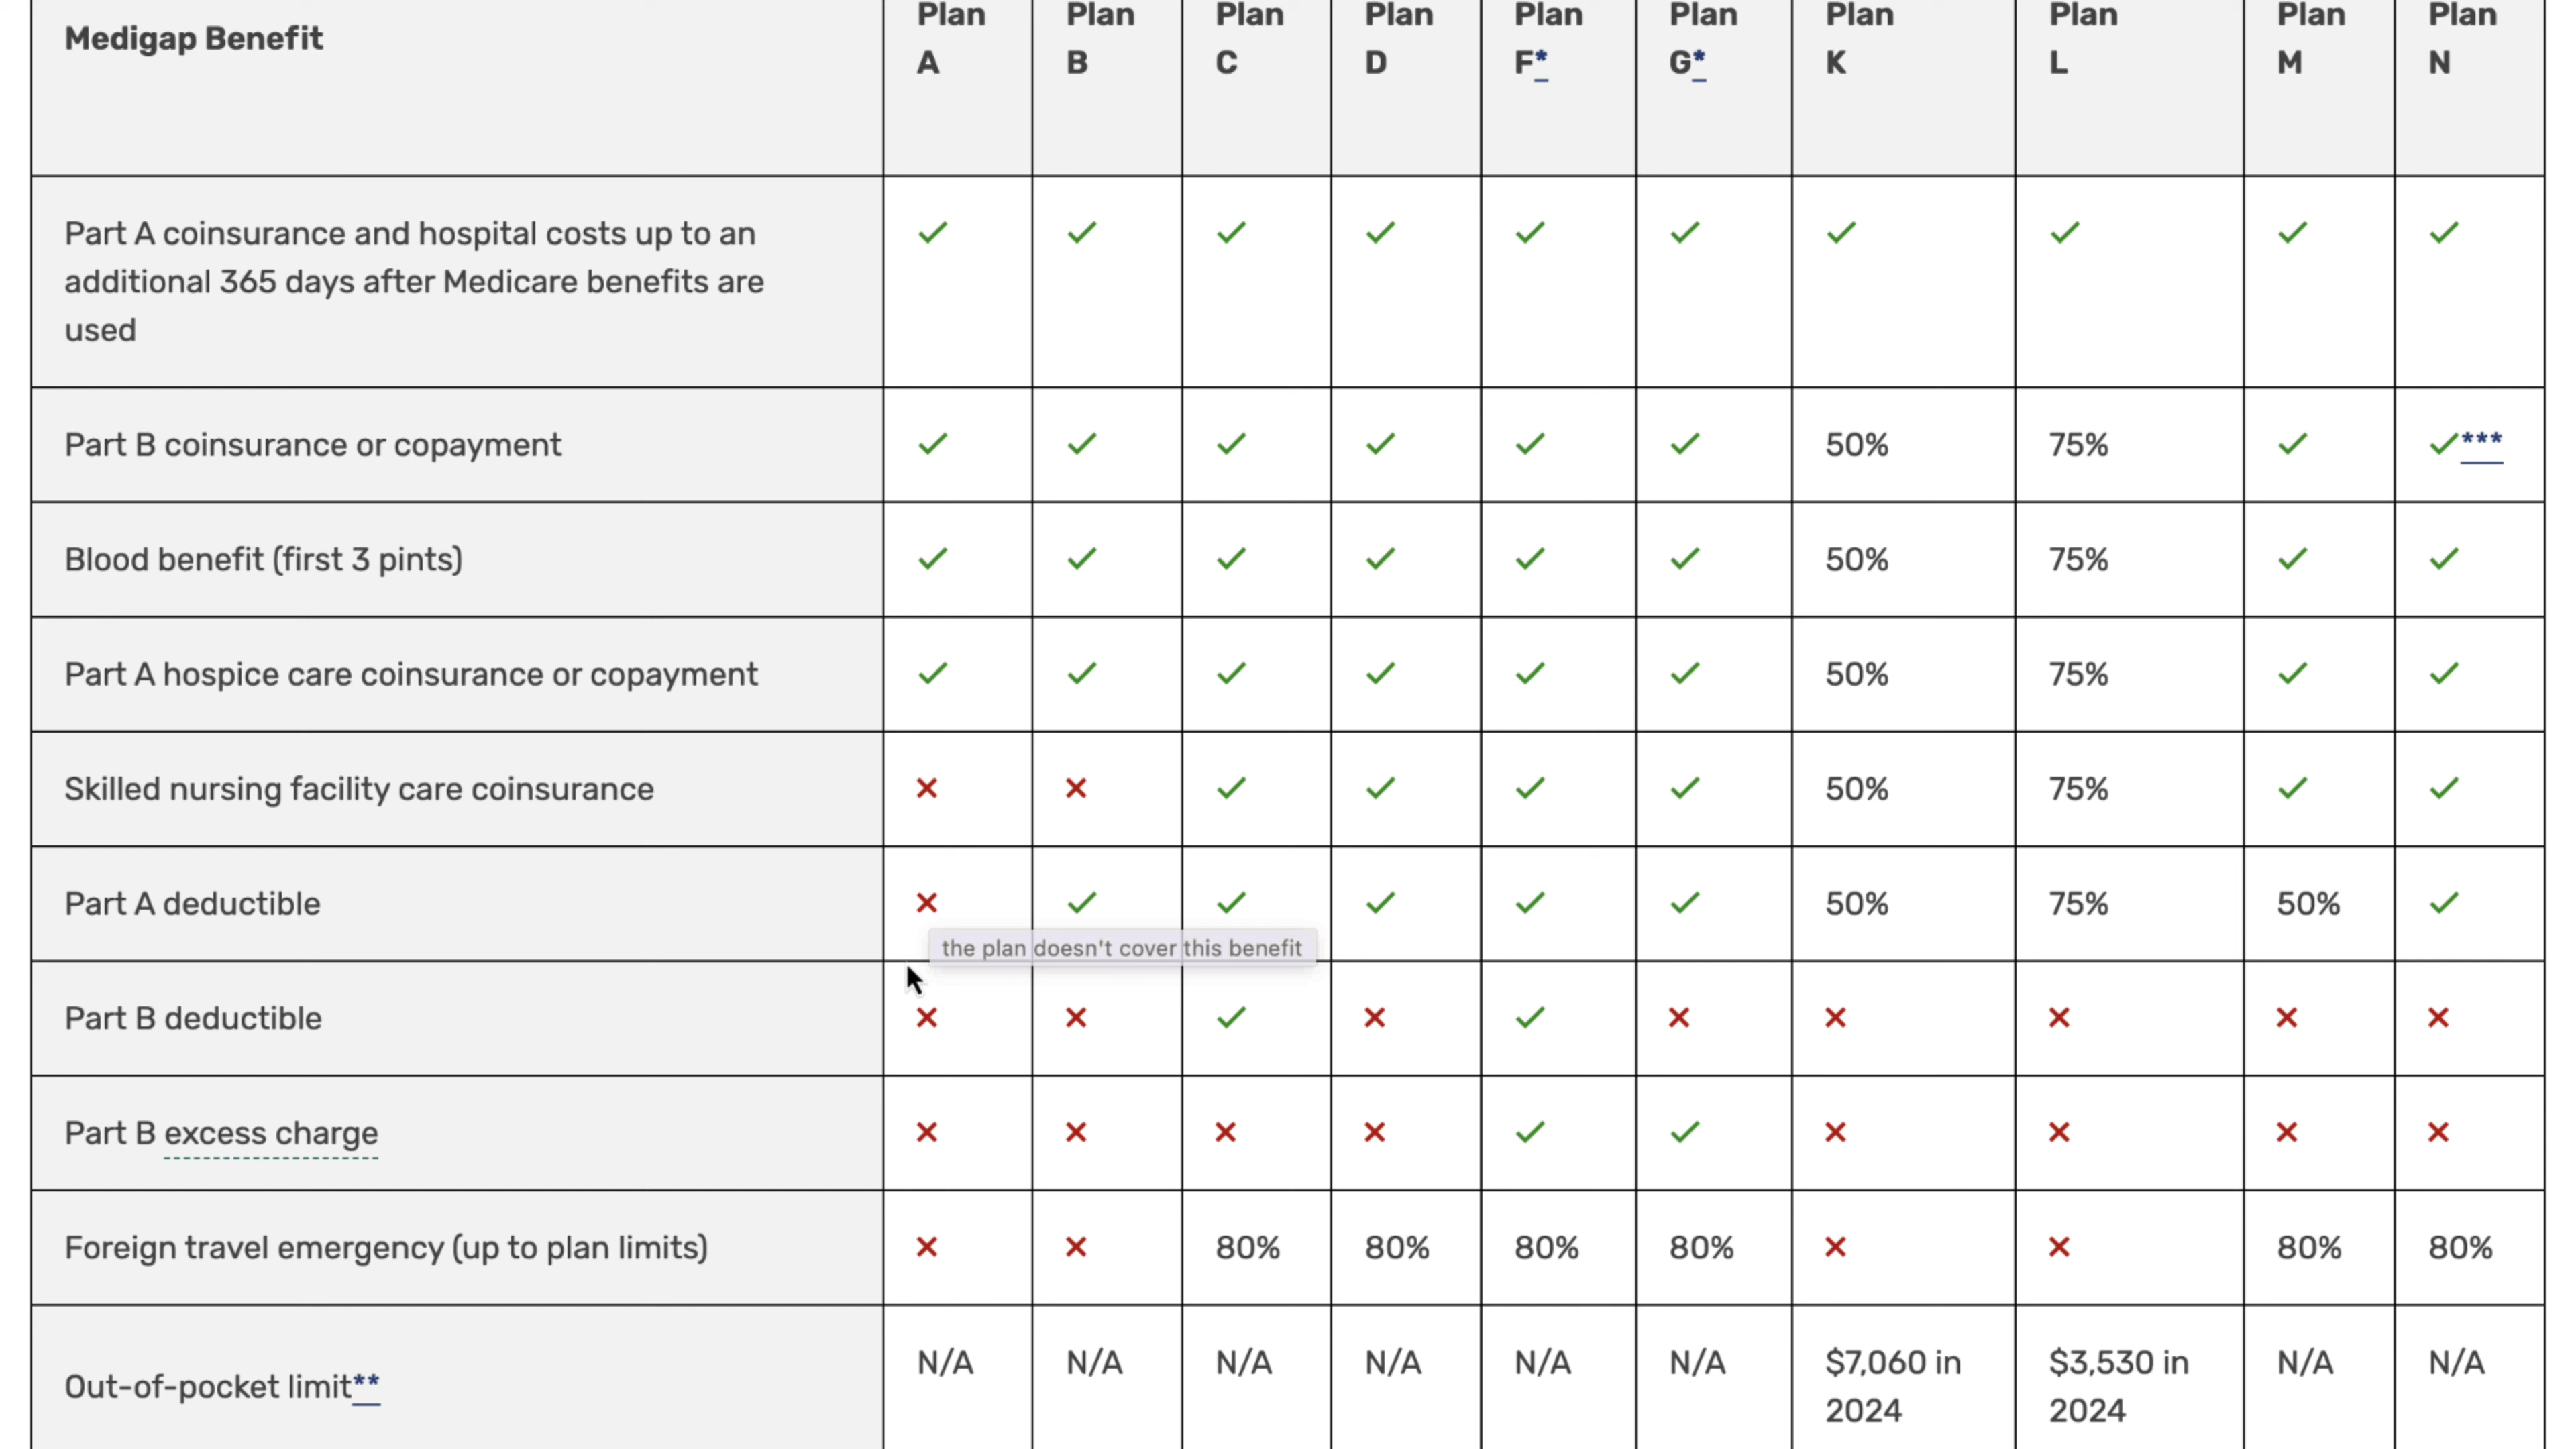 Medigap Benefit
Plan A
Plan B
Plan C
Plan D
Plan F*
Plan G*
Plan K
Plan L
Plan M
Plan N
Part A coinsurance and hospital costs up to an
additional 365 days after Medicare benefits are
used
✓ ✓ ✓ ✓ ✓ ✓ ✓ ✓ ✓ ✓
Part B coinsurance or copayment ✓ ✓ ✓ ✓ ✓ ✓ 50% 75% ✓ ✓***
Blood benefit (first 3 pints) ✓ ✓ ✓ ✓ ✓ ✓ 50% 75% ✓ ✓
Part A hospice care coinsurance or copayment ✓ ✓ ✓ ✓ ✓ ✓ 50% 75% ✓ ✓
Skilled nursing facility care coinsurance ✗ ✗ ✓ ✓ ✓ ✓ 50% 75% ✓ ✓
Part A deductible ✗ ✓ ✓ ✓ ✓ ✓ 50% 75% 50% ✓
the plan doesn't cover this benefit
Part B deductible ✗ ✗ ✓ ✗ ✓ ✗ ✗ ✗ ✗ ✗
Part B excess charge ✗ ✗ ✗ ✗ ✓ ✓ ✗ ✗ ✗ ✗
Foreign travel emergency (up to plan limits) ✗ ✗ 80% 80% 80% 80% ✗ ✗ 80% 80%
Out-of-pocket limit** N/A N/A N/A N/A N/A N/A $7,060 in 2024 $3,530 in 2024 N/A N/A